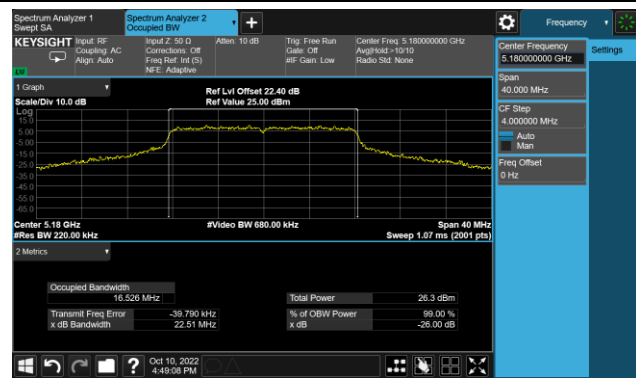 Spectrum Analyzer 1
Swept SA
Spectrum Analyzer 2
Occupied BW
Frequency
KEYSIGHT
Input: RF
Coupling: AC
Align: Auto
Input Z: 50 Ω
Corrections: Off
Freq Ref: Int (S)
NFE: Adaptive
Atten: 10 dB
Trig: Free Run
Gate: Off
#IF Gain: Low
Center Freq: 5.180000000 GHz
Avg|Hold:>10/10
Radio Std: None
1 Graph
Scale/Div 10.0 dB
Ref Lvl Offset 22.40 dB
Ref Value 25.00 dBm
Log
15.0
5.00
-5.00
-15.0
-25.0
-35.0
-45.0
-55.0
-65.0
Center 5.18 GHz
#Res BW 220.00 kHz
#Video BW 680.00 kHz
Span 40 MHz
Sweep 1.07 ms (2001 pts)
2 Metrics
Occupied Bandwidth
16.526 MHz
Total Power 26.3 dBm
Transmit Freq Error -39.790 kHz
% of OBW Power 99.00 %
x dB Bandwidth 22.51 MHz
x dB -26.00 dB
Center Frequency
5.180000000 GHz
Settings
Span
40.000 MHz
CF Step
4.000000 MHz
Auto
Man
Freq Offset
0 Hz
Oct 10, 2022
4:49:08 PM